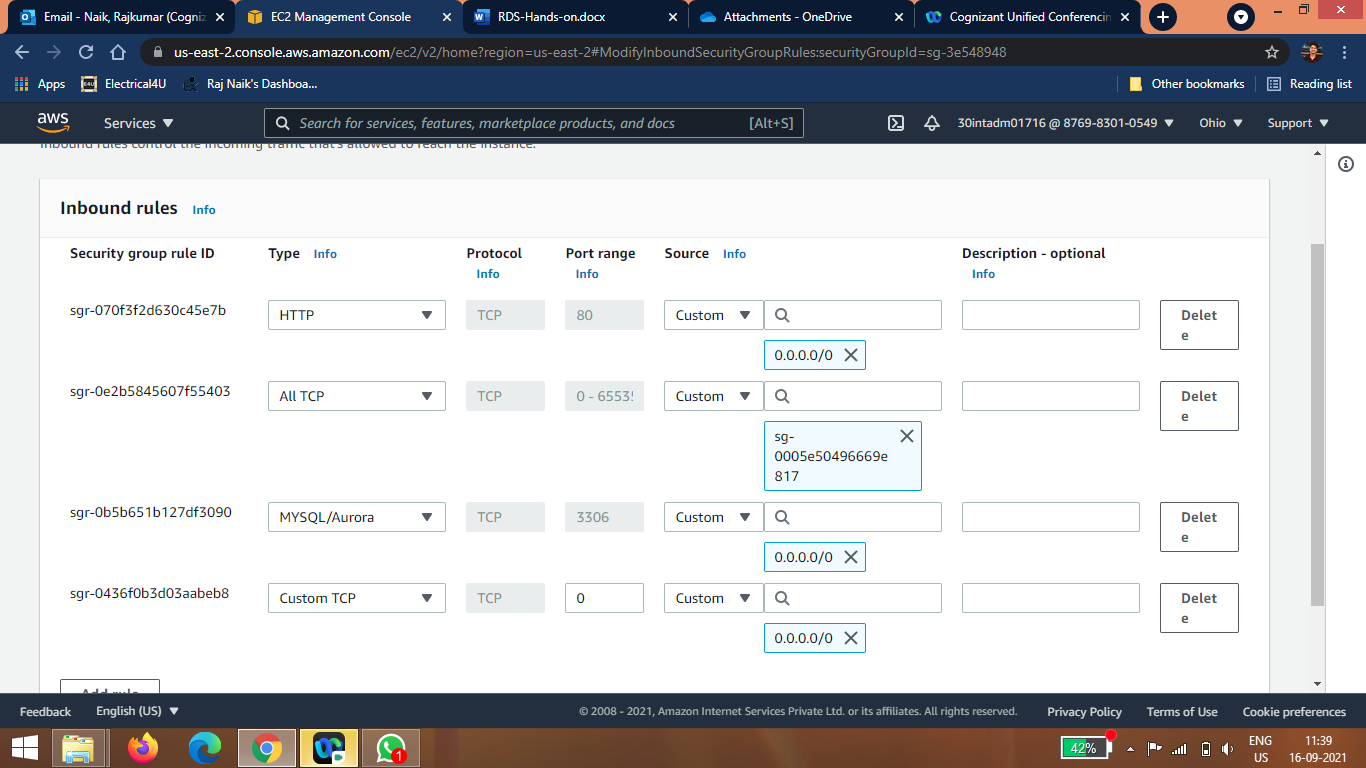 Email - Naik, Rajkumar (Cogniz
EC2 Management Console
RDS-Hands-on.docx
Attachments - OneDrive
Cognizant Unified Conferencin
us-east-2.console.aws.amazon.com/ec2/v2/home?region=us-east-2#ModifyInboundSecurityGroupRules:securityGroupId=sg-3e548948
Apps
Electrical4U
Raj Naik's Dashboa...
Other bookmarks
Reading list
aws
Services
Search for services, features, marketplace products, and docs
[Alt+S]
30intadm01716 @ 8769-8301-0549
Ohio
Support
Inbound rules control the incoming traffic that's allowed to reach the instance.
Inbound rules Info
Security group rule ID
Type Info
Protocol
Info
Port range
Info
Source Info
Description - optional
Info
sgr-070f3f2d630c45e7b
HTTP
TCP
80
Custom
0.0.0.0/0
Delet
e
sgr-0e2b5845607f55403
All TCP
TCP
0 - 65535
Custom
sg-
0005e50496669e
817
Delet
e
sgr-0b5b651b127df3090
MYSQL/Aurora
TCP
3306
Custom
0.0.0.0/0
Delet
e
sgr-0436f0b3d03aabeb8
Custom TCP
TCP
0
Custom
0.0.0.0/0
Delet
e
Add rule
Feedback
English (US)
© 2008 - 2021, Amazon Internet Services Private Ltd. or its affiliates. All rights reserved.
Privacy Policy
Terms of Use
Cookie preferences
1
42%
ENG
US
11:39
16-09-2021